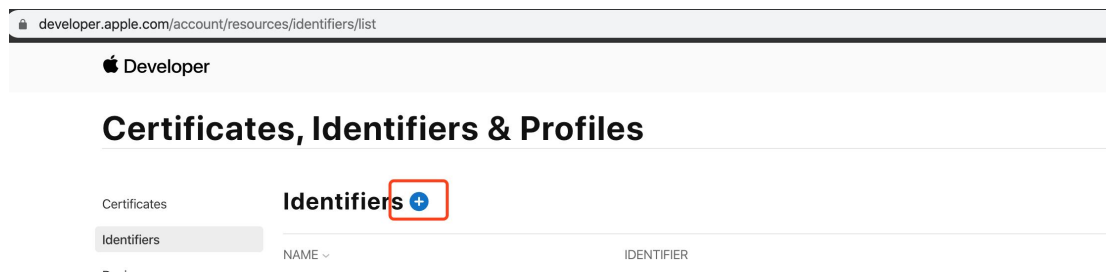 developer.apple.com/account/resources/identifiers/list
Developer
Certificates, Identifiers & Profiles
Certificates
Identifiers
Identifiers
NAME
IDENTIFIER